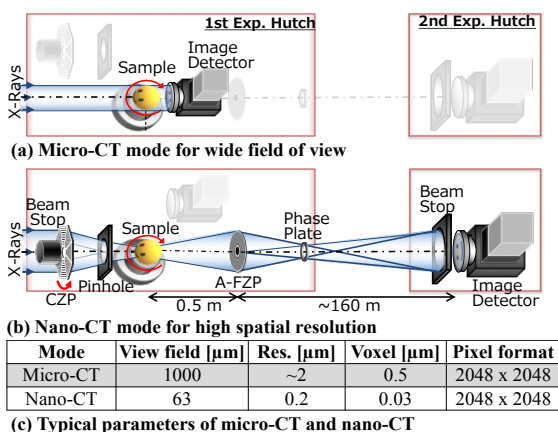 1st Exp. Hutch
2nd Exp. Hutch
Image
Detector
Sample
X-Rays
(a) Micro-CT mode for wide field of view
Beam
Stop
Sample
Phase
Plate
Beam
Stop
X-Rays
CZP
Pinhole
A-FZP
Image
Detector
0.5 m
~160 m
(b) Nano-CT mode for high spatial resolution
Mode View field [µm] Res. [µm] Voxel [µm] Pixel format
Micro-CT 1000 ~2 0.5 2048 x 2048
Nano-CT 63 0.2 0.03 2048 x 2048
(c) Typical parameters of micro-CT and nano-CT